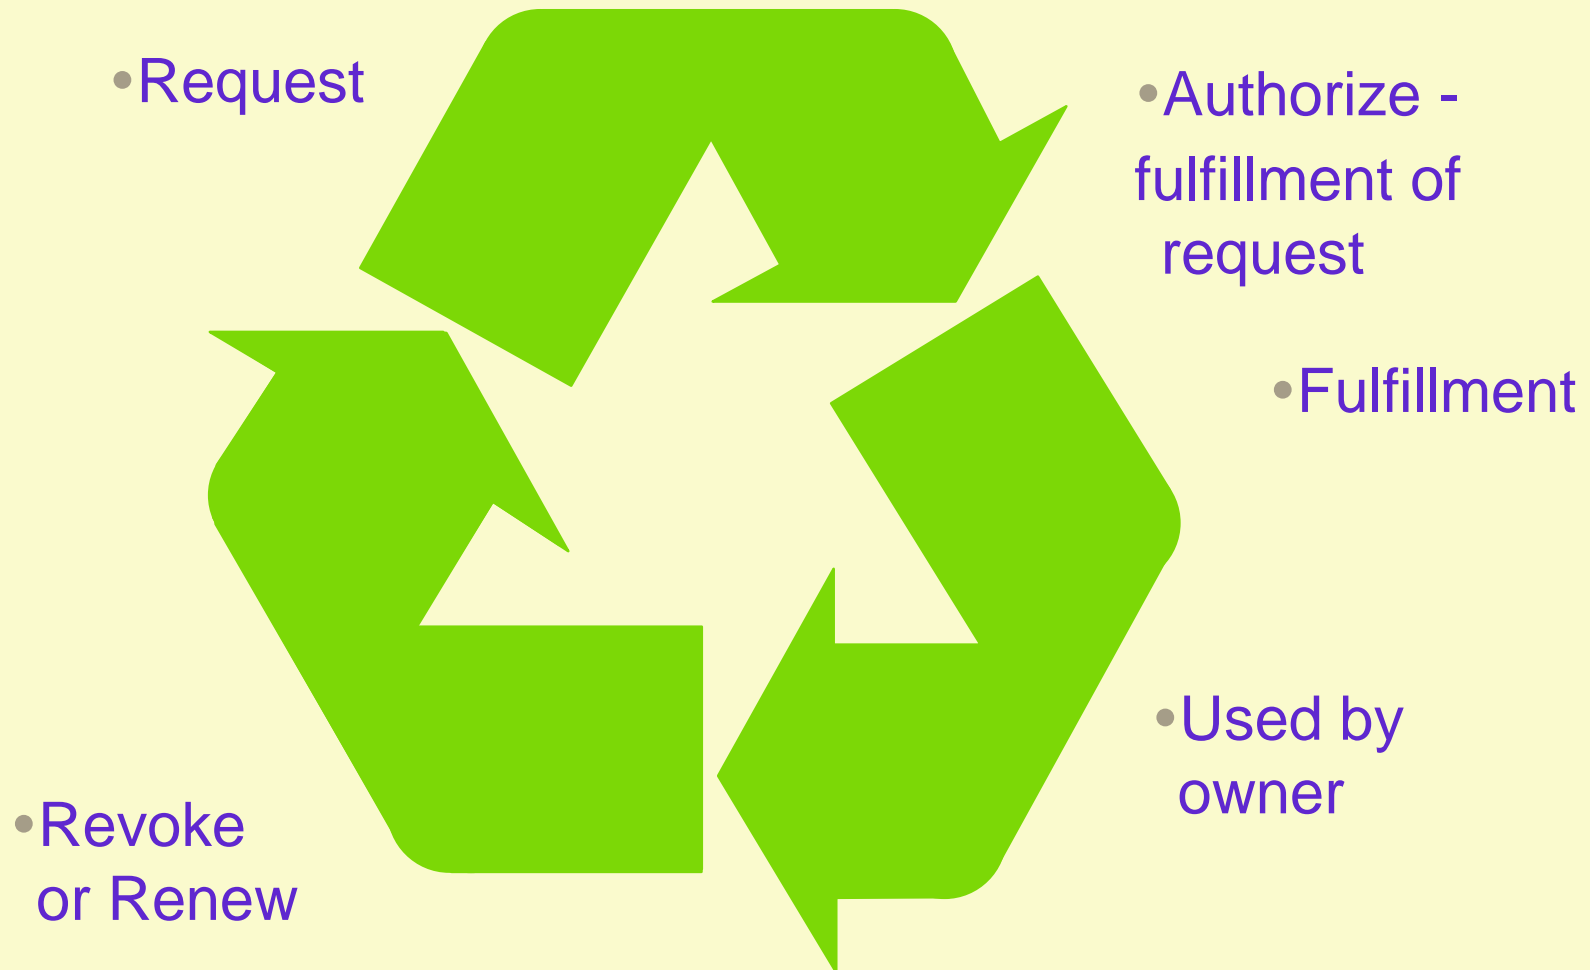 •Request
•Authorize -
fulfillment of
request
•Fulfillment
•Used by
owner
•Revoke
or Renew